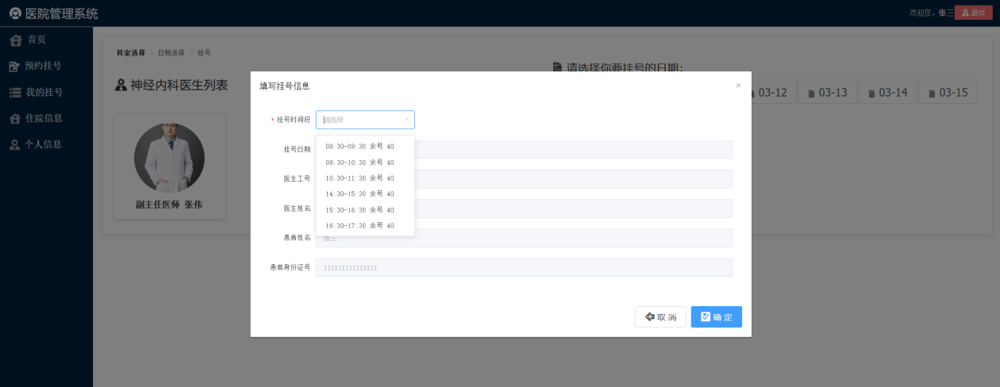 医院管理系统
欢迎您，张三 退出
首页
预约挂号
我的挂号
住院信息
个人信息
科室选择 > 日期选择 > 挂号
神经内科医生列表
请选择你要挂号的日期:
03-12
03-13
03-14
03-15
副主任医师 张伟
填写挂号信息
×
* 挂号时间段 请选择
08:30-09:30 余号 40
09:30-10:30 余号 40
10:30-11:30 余号 40
14:30-15:30 余号 40
15:30-16:30 余号 40
16:30-17:30 余号 40
挂号日期
医生工号
医生姓名
患者姓名 张三
患者身份证号
取 消
确 定